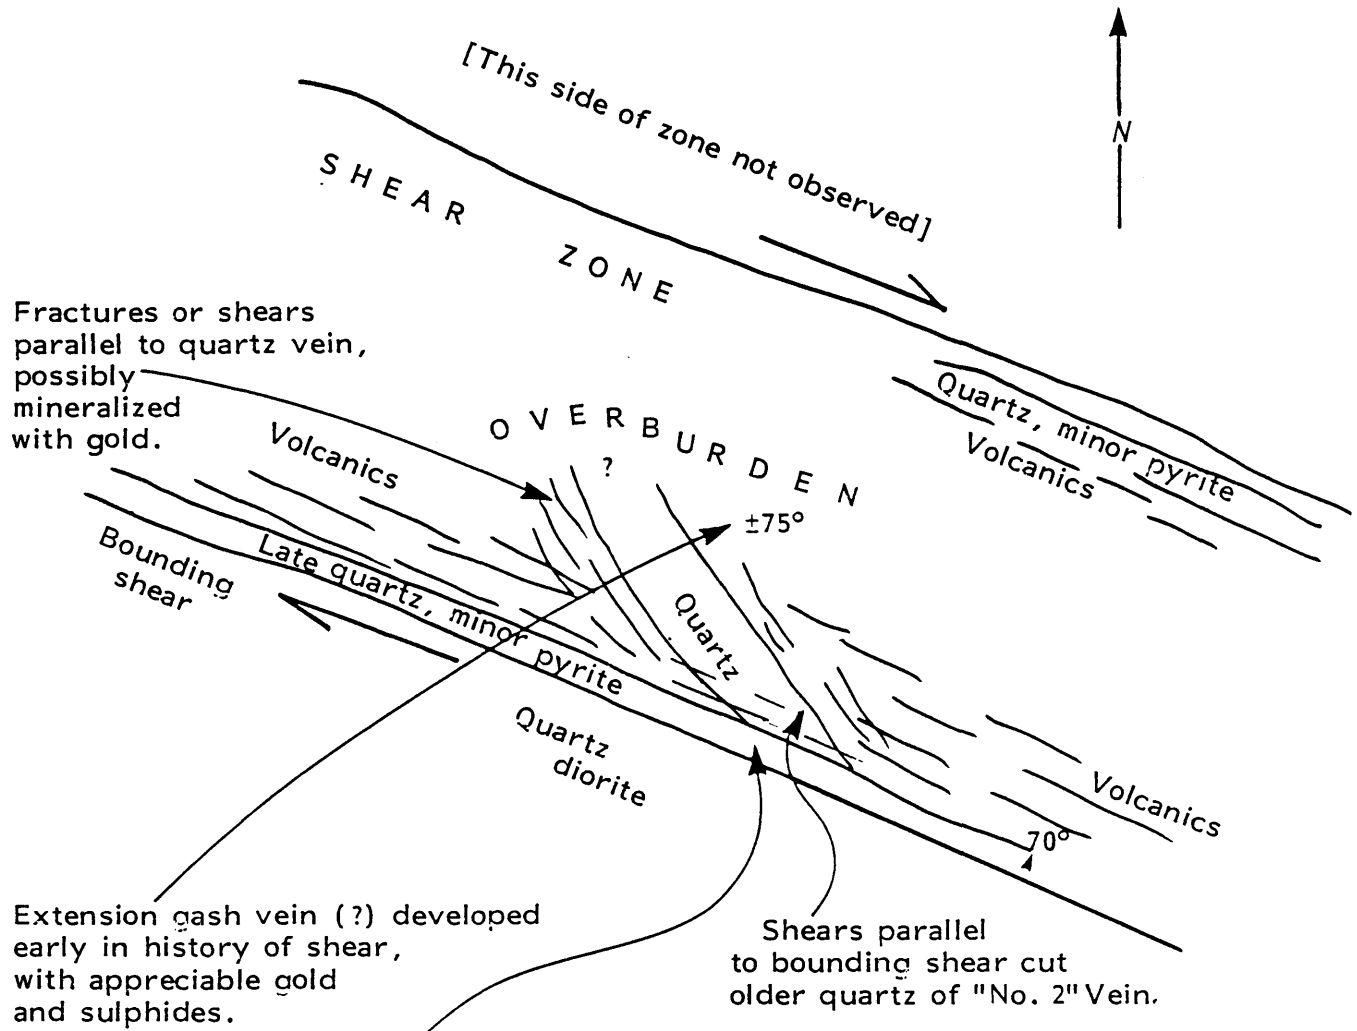 [This side of zone not observed]
N
SHEAR ZONE
Fractures or shears
parallel to quartz vein,
possibly
mineralized
with gold.
Quartz, minor pyrite
Volcanics
OVERBURDEN
?
Volcanics
±75°
Bounding
shear
Late quartz, minor
pyrite
Quartz
Quartz
diorite
Volcanics
70°
Extension gash vein (?) developed
early in history of shear,
with appreciable gold
and sulphides.
Shears parallel
to bounding shear cut
older quartz of "No. 2" Vein.